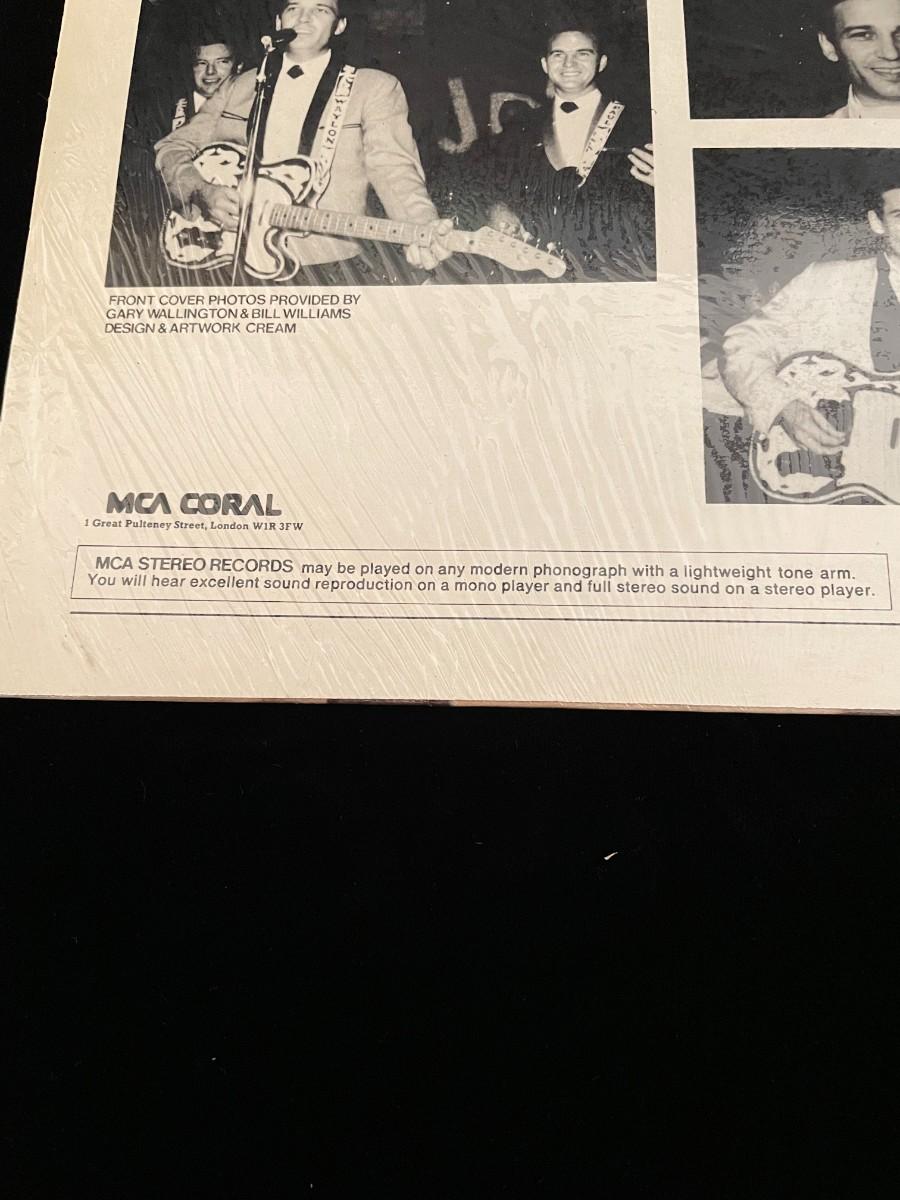 WAYLON
FRONT COVER PHOTOS PROVIDED BY
GARY WALLINGTON & BILL WILLIAMS
DESIGN & ARTWORK CREAM
MCA CORAL
1 Great Pulteney Street, London W1R 3FW
MCA STEREO RECORDS may be played on any modern phonograph with a lightweight tone arm.
You will hear excellent sound reproduction on a mono player and full stereo sound on a stereo player.